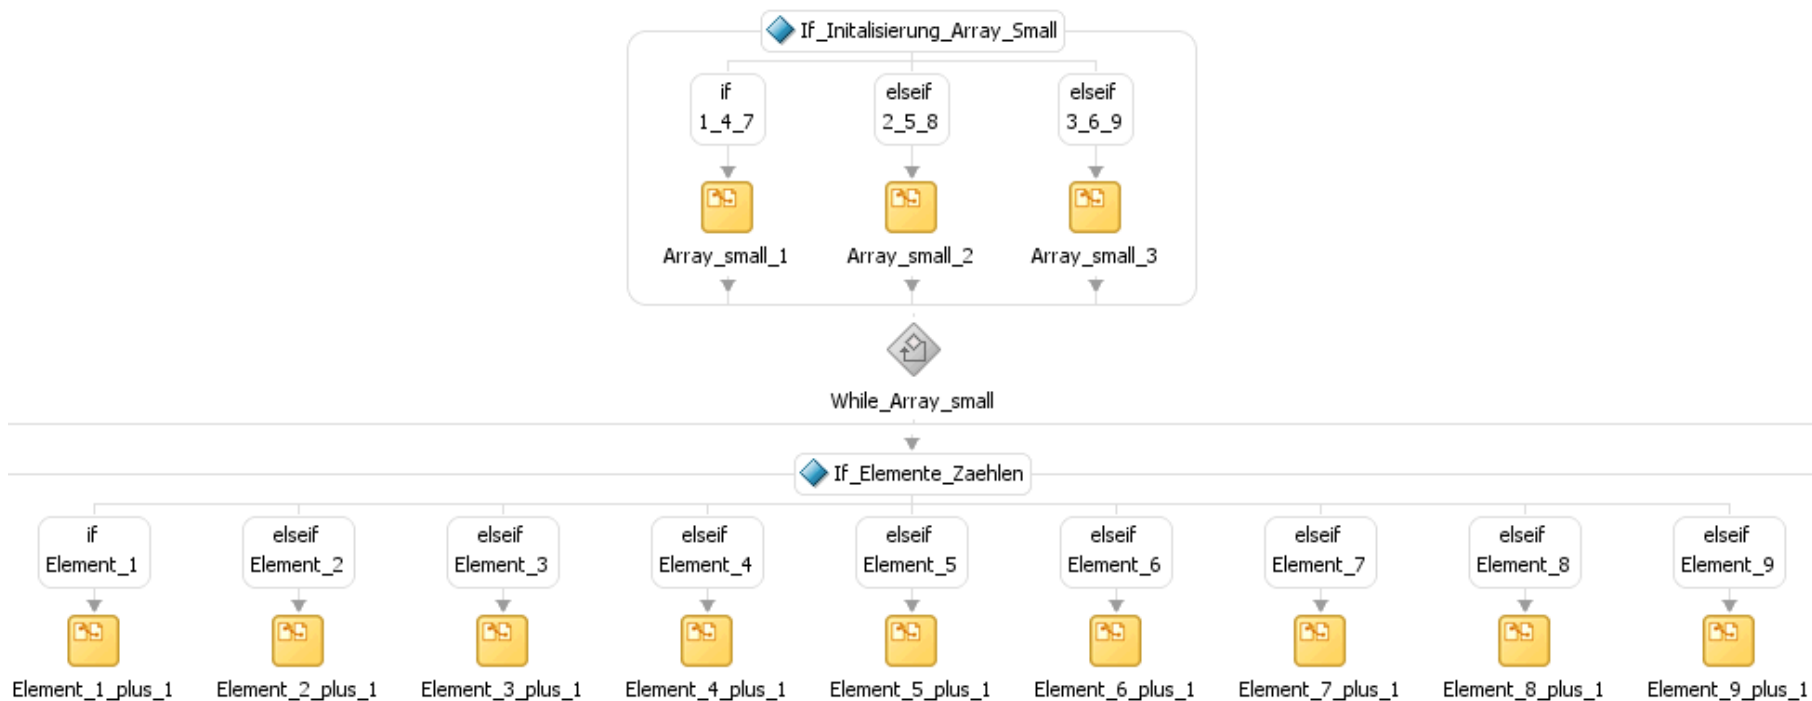 If_Initalisierung_Array_Small
if elseif elseif
1_4_7 2_5_8 3_6_9
Array_small_1 Array_small_2 Array_small_3
While_Array_small
If_Elemente_Zaehlen
if elseif elseif elseif elseif elseif elseif elseif elseif
Element_1 Element_2 Element_3 Element_4 Element_5 Element_6 Element_7 Element_8 Element_9
Element_1_plus_1 Element_2_plus_1 Element_3_plus_1 Element_4_plus_1 Element_5_plus_1 Element_6_plus_1 Element_7_plus_1 Element_8_plus_1 Element_9_plus_1